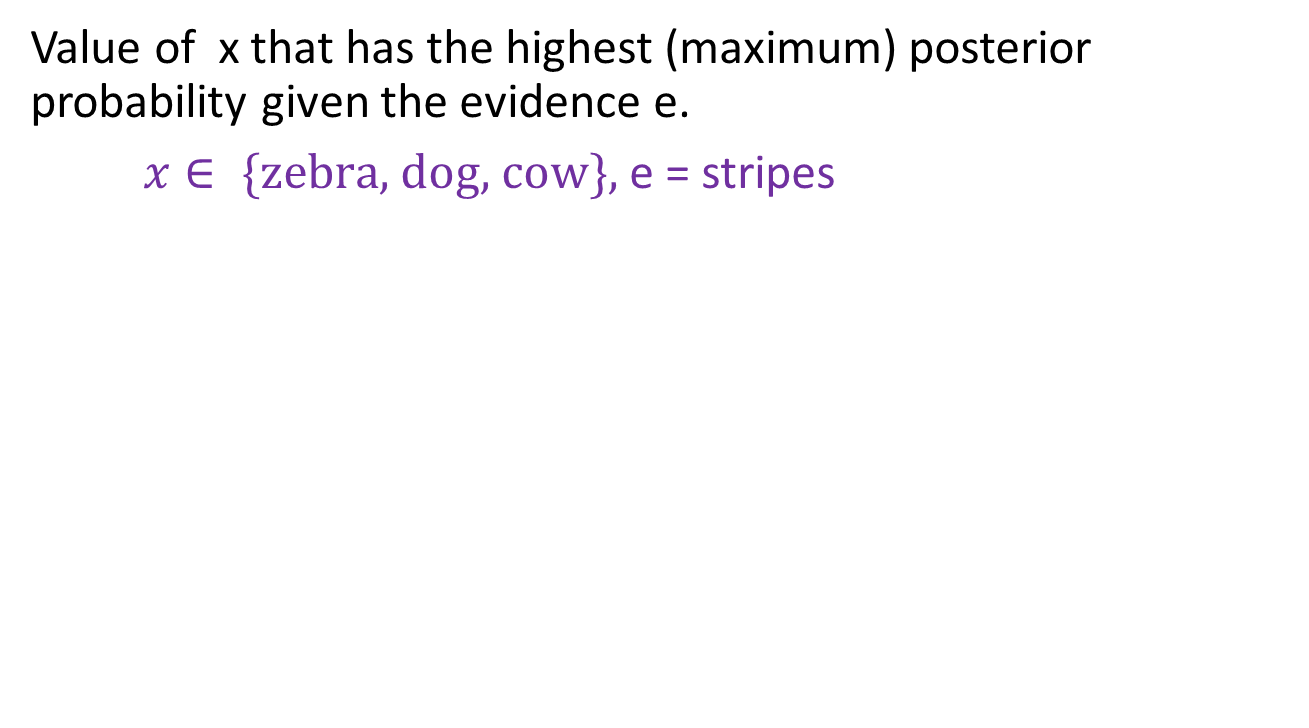 Value of x that has the highest (maximum) posterior
probability given the evidence e.
x ∈ {zebra, dog, cow}, e = stripes